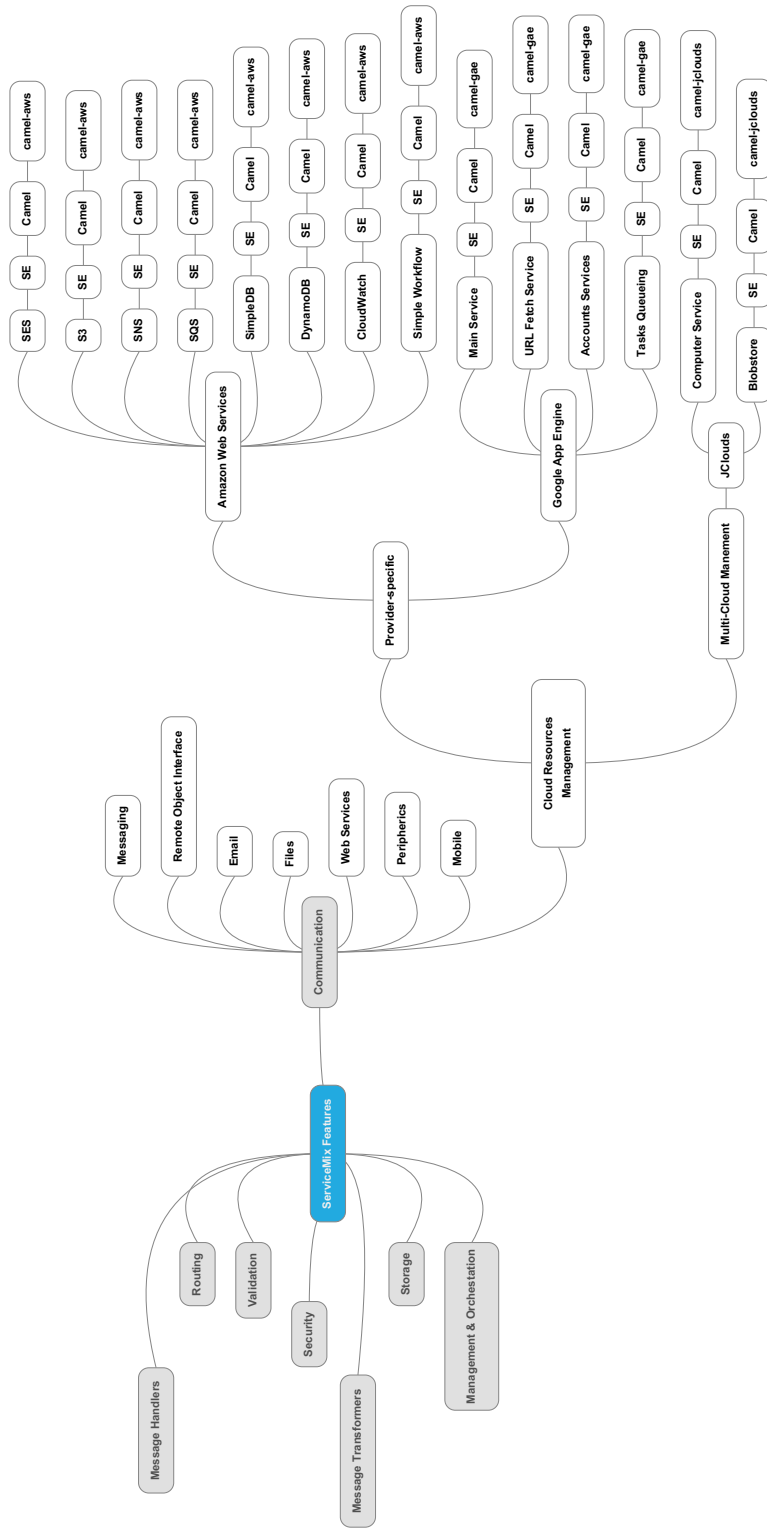 Message Handlers
Routing
Validation
Security
Message Transformers
Storage
Management & Orchestation
ServiceMix Features
Communication
Messaging
Remote Object Interface
Email
Files
Web Services
Peripherics
Mobile
Cloud Resources
Management
Provider-specific
Amazon Web Services
SES
SE
Camel
camel-aws
S3
SE
Camel
camel-aws
SNS
SE
Camel
camel-aws
SQS
SE
Camel
camel-aws
SimpleDB
SE
Camel
camel-aws
DynamoDB
SE
Camel
camel-aws
CloudWatch
SE
Camel
camel-aws
Simple Workflow
SE
Camel
camel-aws
Google App Engine
Main Service
SE
Camel
camel-gae
URL Fetch Service
SE
Camel
camel-gae
Accounts Services
SE
Camel
camel-gae
Tasks Queueing
SE
Camel
camel-gae
Multi-Cloud Manement
JClouds
Computer Service
SE
Camel
camel-jclouds
Blobstore
SE
Camel
camel-jclouds